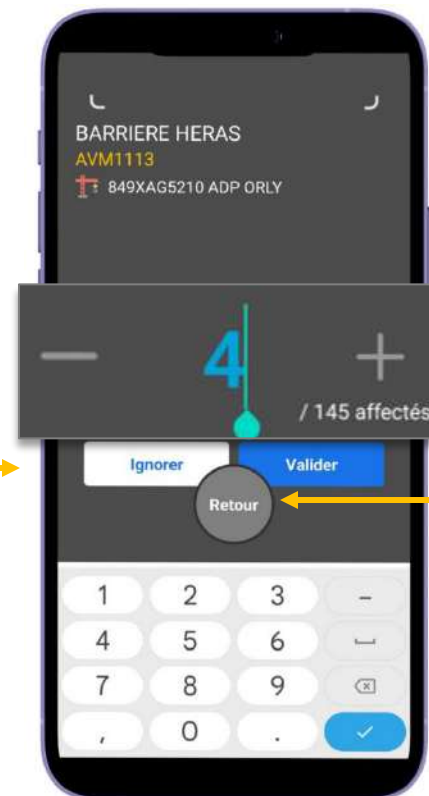 BARRIERE HERAS
AVM1113
849XAG5210 ADP ORLY
— 4 +
/ 145 affectés
Ignorer Valider
Retour
1 2 3 –
4 5 6
7 8 9
, 0 .